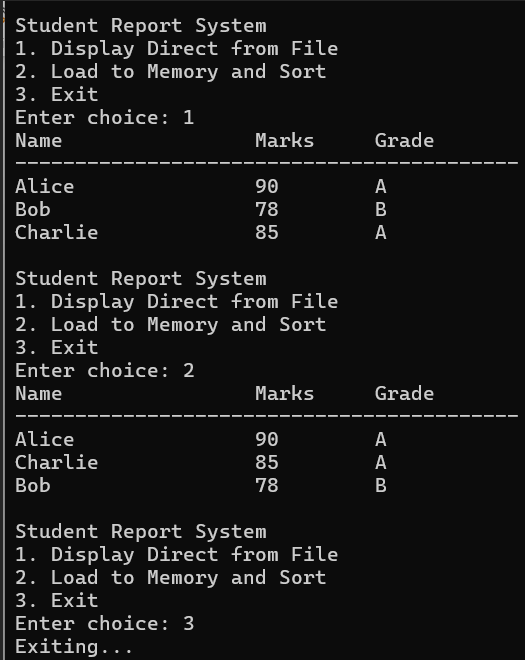 Student Report System
1. Display Direct from File
2. Load to Memory and Sort
3. Exit
Enter choice: 1
Name                Marks     Grade
------------------------------------------
Alice               90        A
Bob                 78        B
Charlie             85        A

Student Report System
1. Display Direct from File
2. Load to Memory and Sort
3. Exit
Enter choice: 2
Name                Marks     Grade
------------------------------------------
Alice               90        A
Charlie             85        A
Bob                 78        B

Student Report System
1. Display Direct from File
2. Load to Memory and Sort
3. Exit
Enter choice: 3
Exiting...